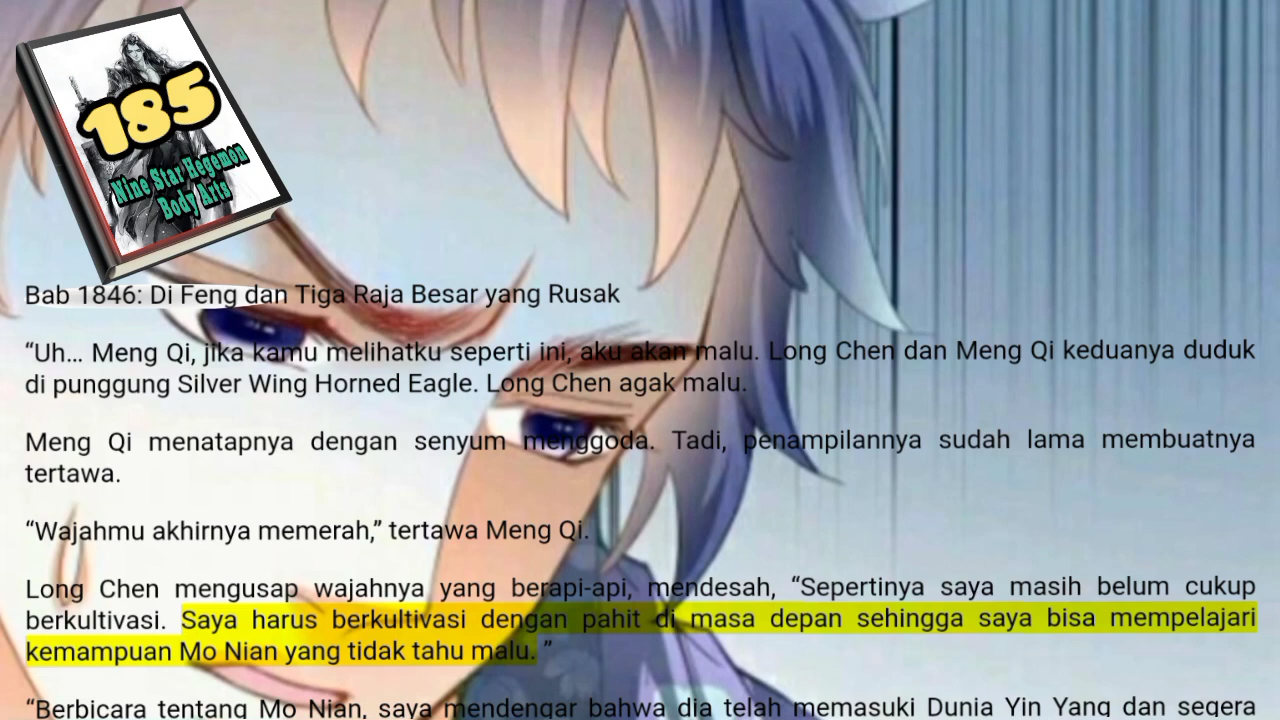 185
Nine Star Hegemon
Body Arts
Bab 1846: Di Feng dan Tiga Raja Besar yang Rusak
“Uh… Meng Qi, jika kamu melihatku seperti ini, aku akan malu. Long Chen dan Meng Qi keduanya duduk
di punggung Silver Wing Horned Eagle. Long Chen agak malu.
Meng Qi menatapnya dengan senyum menggoda. Tadi, penampilannya sudah lama membuatnya
tertawa.
“Wajahmu akhirnya memerah,” tertawa Meng Qi.
Long Chen mengusap wajahnya yang berapi-api, mendesah, “Sepertinya saya masih belum cukup
berkultivasi. Saya harus berkultivasi dengan pahit di masa depan sehingga saya bisa mempelajari
kemampuan Mo Nian yang tidak tahu malu. ”
“Berbicara tentang Mo Nian, saya mendengar bahwa dia telah memasuki Dunia Yin Yang dan segera